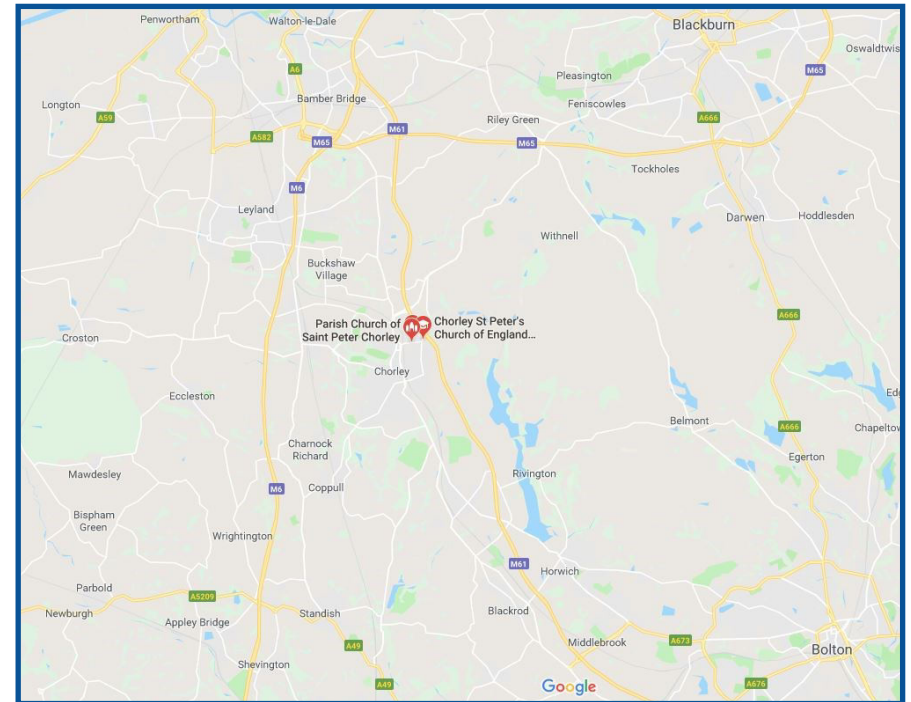 Penwortham
Walton-le-Dale
Blackburn
Oswaldtwis
A6
M65
Pleasington
Longton
Bamber Bridge
Feniscowles
A59
Riley Green
A666
M61
A582
M65
M65
Tockholes
M6
Leyland
Darwen
Hoddlesden
Withnell
Buckshaw
Village
A666
Parish Church of
Saint Peter Chorley
Chorley St Peter's
Church of England...
Croston
Chorley
Eccleston
Ed
Belmont
A666
Chapeltow
Charnock
Richard
Egerton
Mawdesley
Rivington
M6
Coppull
Bispham
Green
Wrightington
M61
Horwich
Parbold
A5209
Newburgh
Appley Bridge
Standish
Blackrod
A49
Middlebrook
A673
Bolton
Shevington
A49
Google
A676